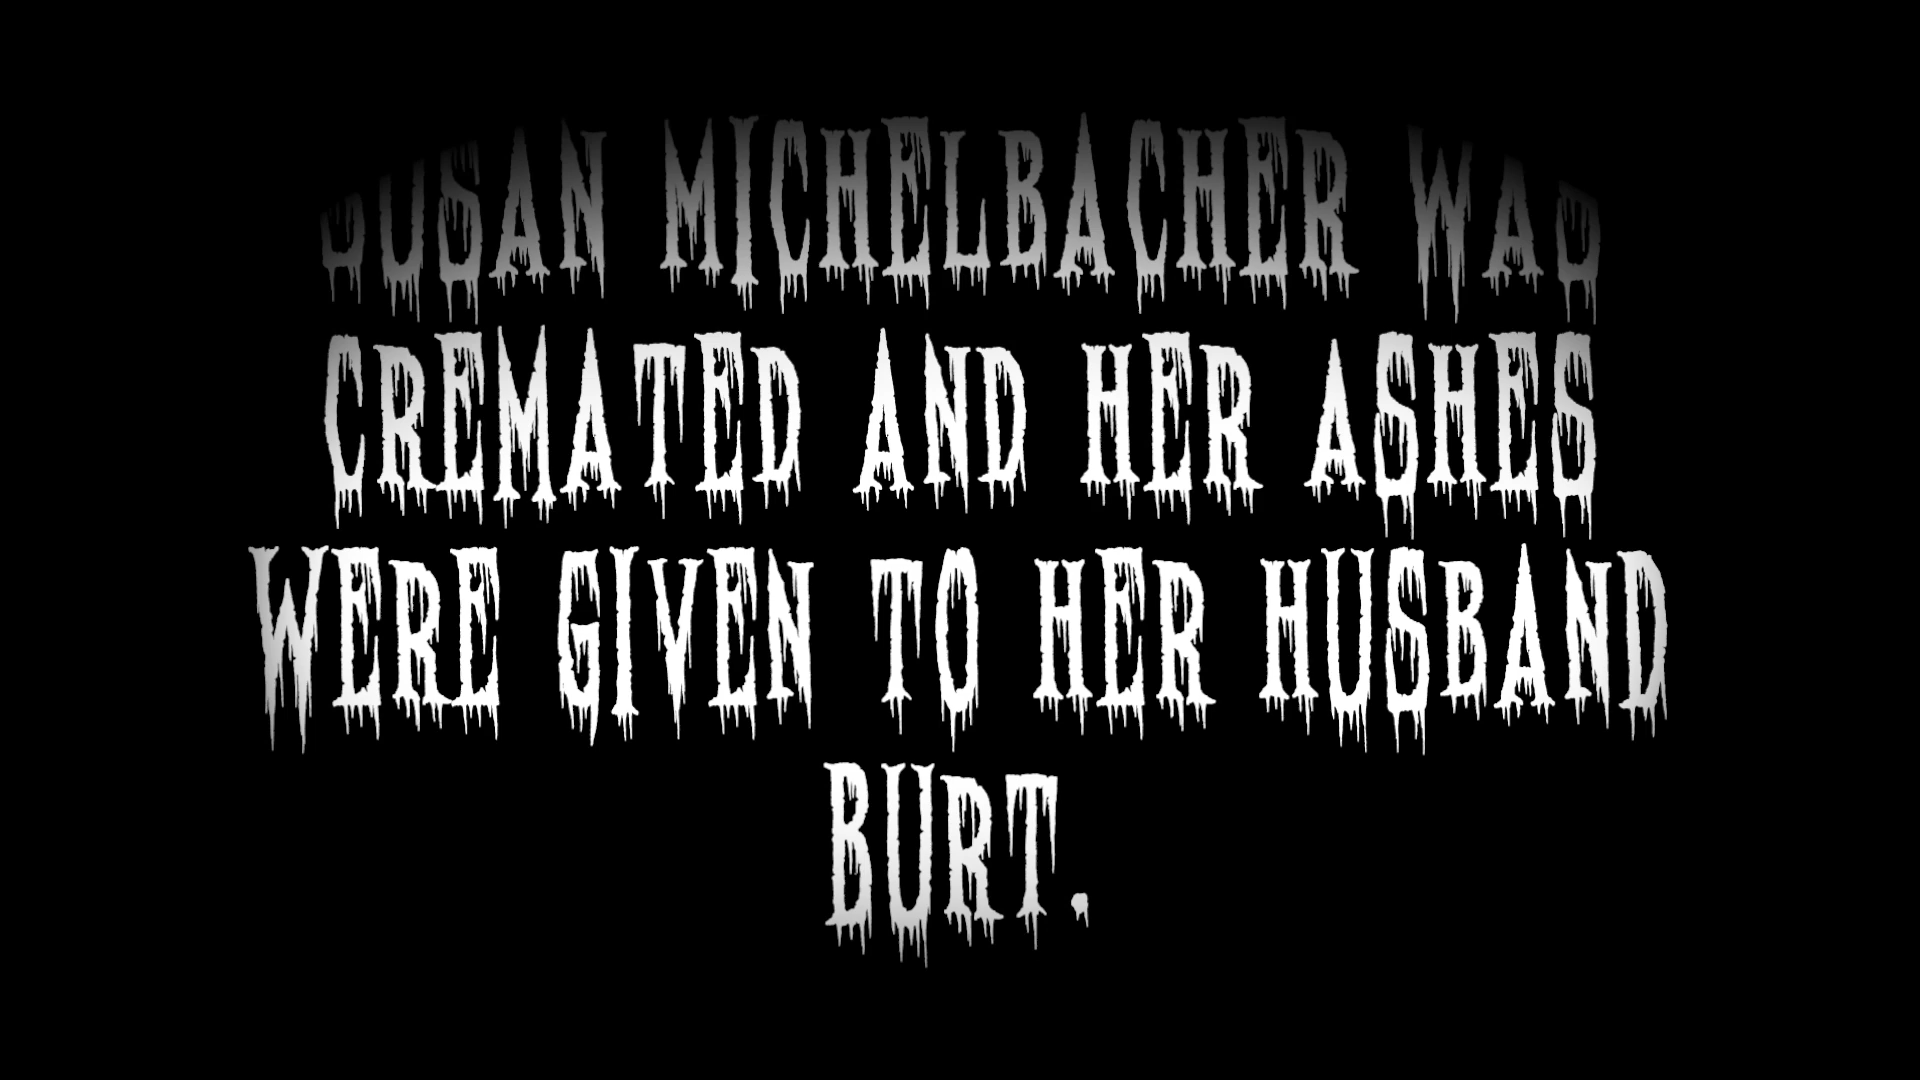 SUSAN MICHELBACHER WAS
CREMATED AND HER ASHES
WERE GIVEN TO HER HUSBAND
BURT.